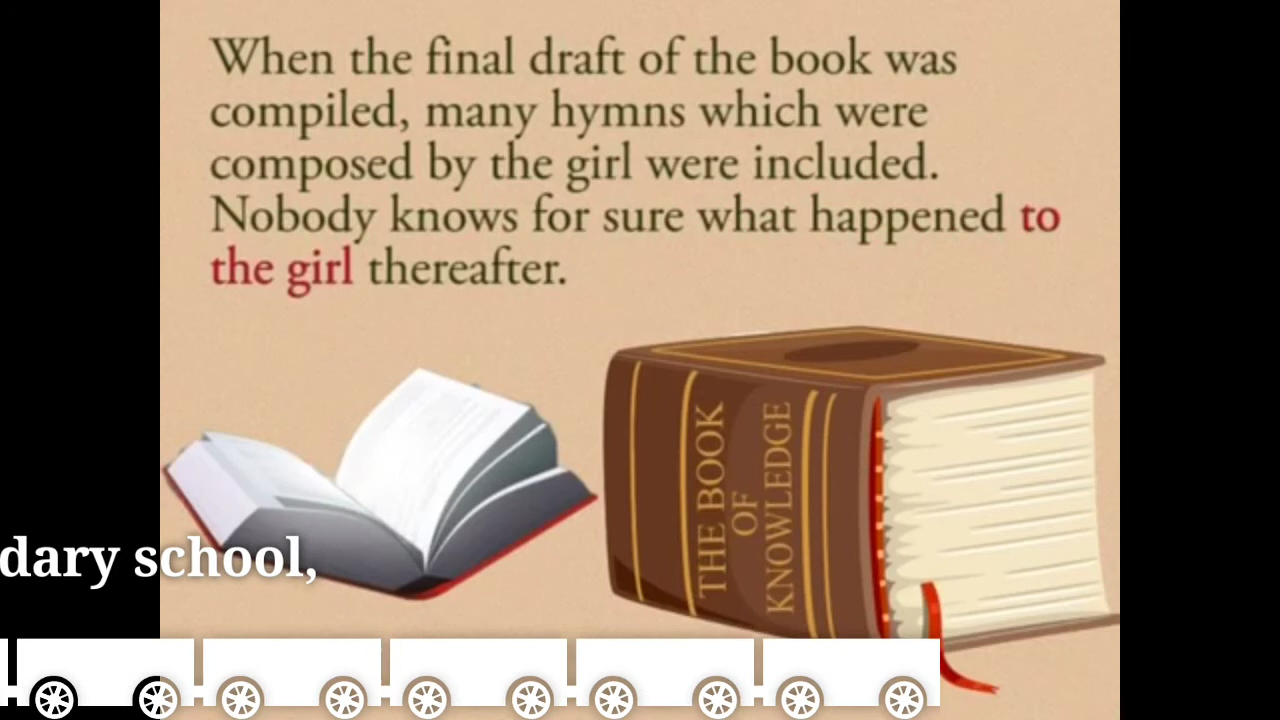 When the final draft of the book was
compiled, many hymns which were
composed by the girl were included.
Nobody knows for sure what happened to
the girl thereafter.
THE BOOK
OF
KNOWLEDGE
dary school,